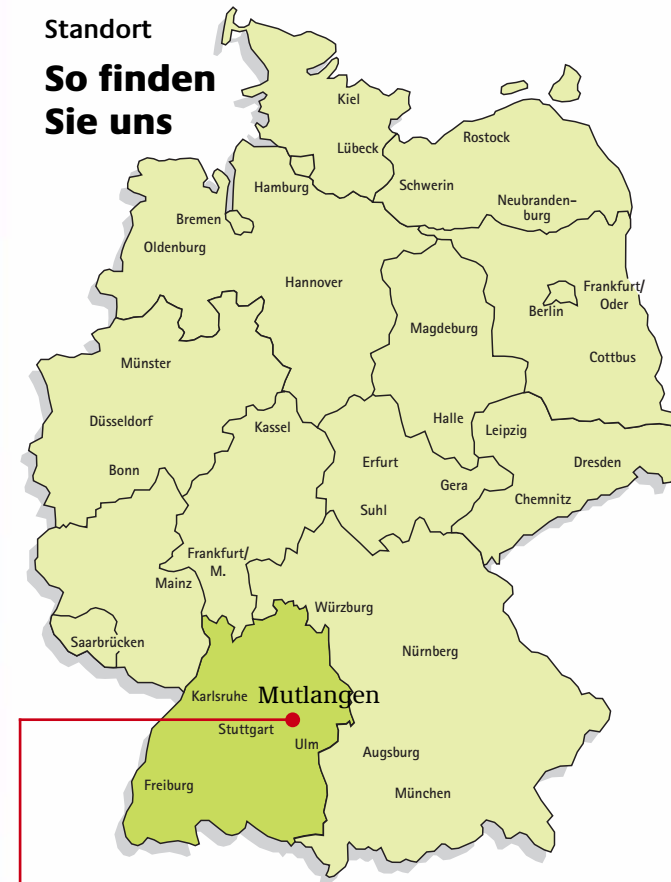 Standort
So finden
Sie uns
Kiel
Rostock
Lübeck
Schwerin
Hamburg
Neubranden-
burg
Bremen
Oldenburg
Hannover
Frankfurt/
Oder
Berlin
Magdeburg
Cottbus
Münster
Düsseldorf
Kassel
Halle
Leipzig
Bonn
Erfurt
Dresden
Gera
Chemnitz
Suhl
Frankfurt/
M.
Mainz
Würzburg
Saarbrücken
Nürnberg
Karlsruhe
Mutlangen
Stuttgart
Ulm
Augsburg
Freiburg
München